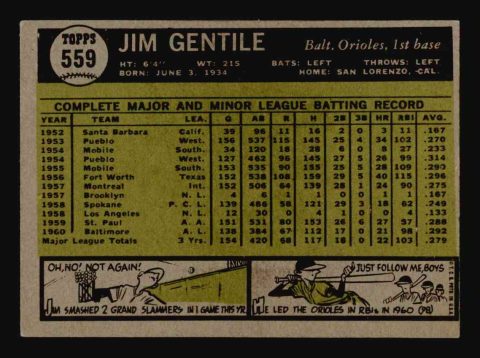 TOPPS
559
JIM GENTILE
Balt. Orioles, 1st base
HT: 6'4" WT: 215 BATS: LEFT THROWS: LEFT
BORN: JUNE 3, 1934 HOME: SAN LORENZO, CAL.
COMPLETE MAJOR AND MINOR LEAGUE BATTING RECORD
YEAR TEAM LEA. G AB R H 2B 3B HR RBI AVG.
1952 Santa Barbara Calif. 39 96 11 16 2 0 3 11 .167
1953 Pueblo West. 156 537 115 145 25 4 34 102 .270
1954 Mobile South. 34 120 18 28 6 0 8 27 .233
1954 Pueblo West. 127 462 96 145 27 5 26 99 .314
1955 Mobile South. 153 535 95 155 25 5 28 109 .290
1956 Fort Worth Texas 152 538 108 159 29 5 40 115 .296
1957 Montreal Int. 152 506 64 139 28 1 24 90 .275
1957 Brooklyn N. L. 4 6 1 1 0 0 1 1 .167
1958 Spokane P. C. L. 139 486 58 121 29 3 18 62 .249
1958 Los Angeles N. L. 12 30 0 4 1 0 0 4 .133
1959 St. Paul A. A. 151 531 80 153 26 27 87 .288
1960 Baltimore A. L. 138 384 67 112 17 0 21 98 .292
Major League Totals 3 Yrs. 154 420 68 117 18 0 22 103 .279
OH, NO! NOT AGAIN!
JIM SMASHED 2 GRAND SLAMMERS IN 1 GAME THIS YR.
JUST FOLLOW ME, BOYS
HE LED THE ORIOLES IN RBIs IN 1960 (98)
© T.C.G. PRTD. IN U.S.A.